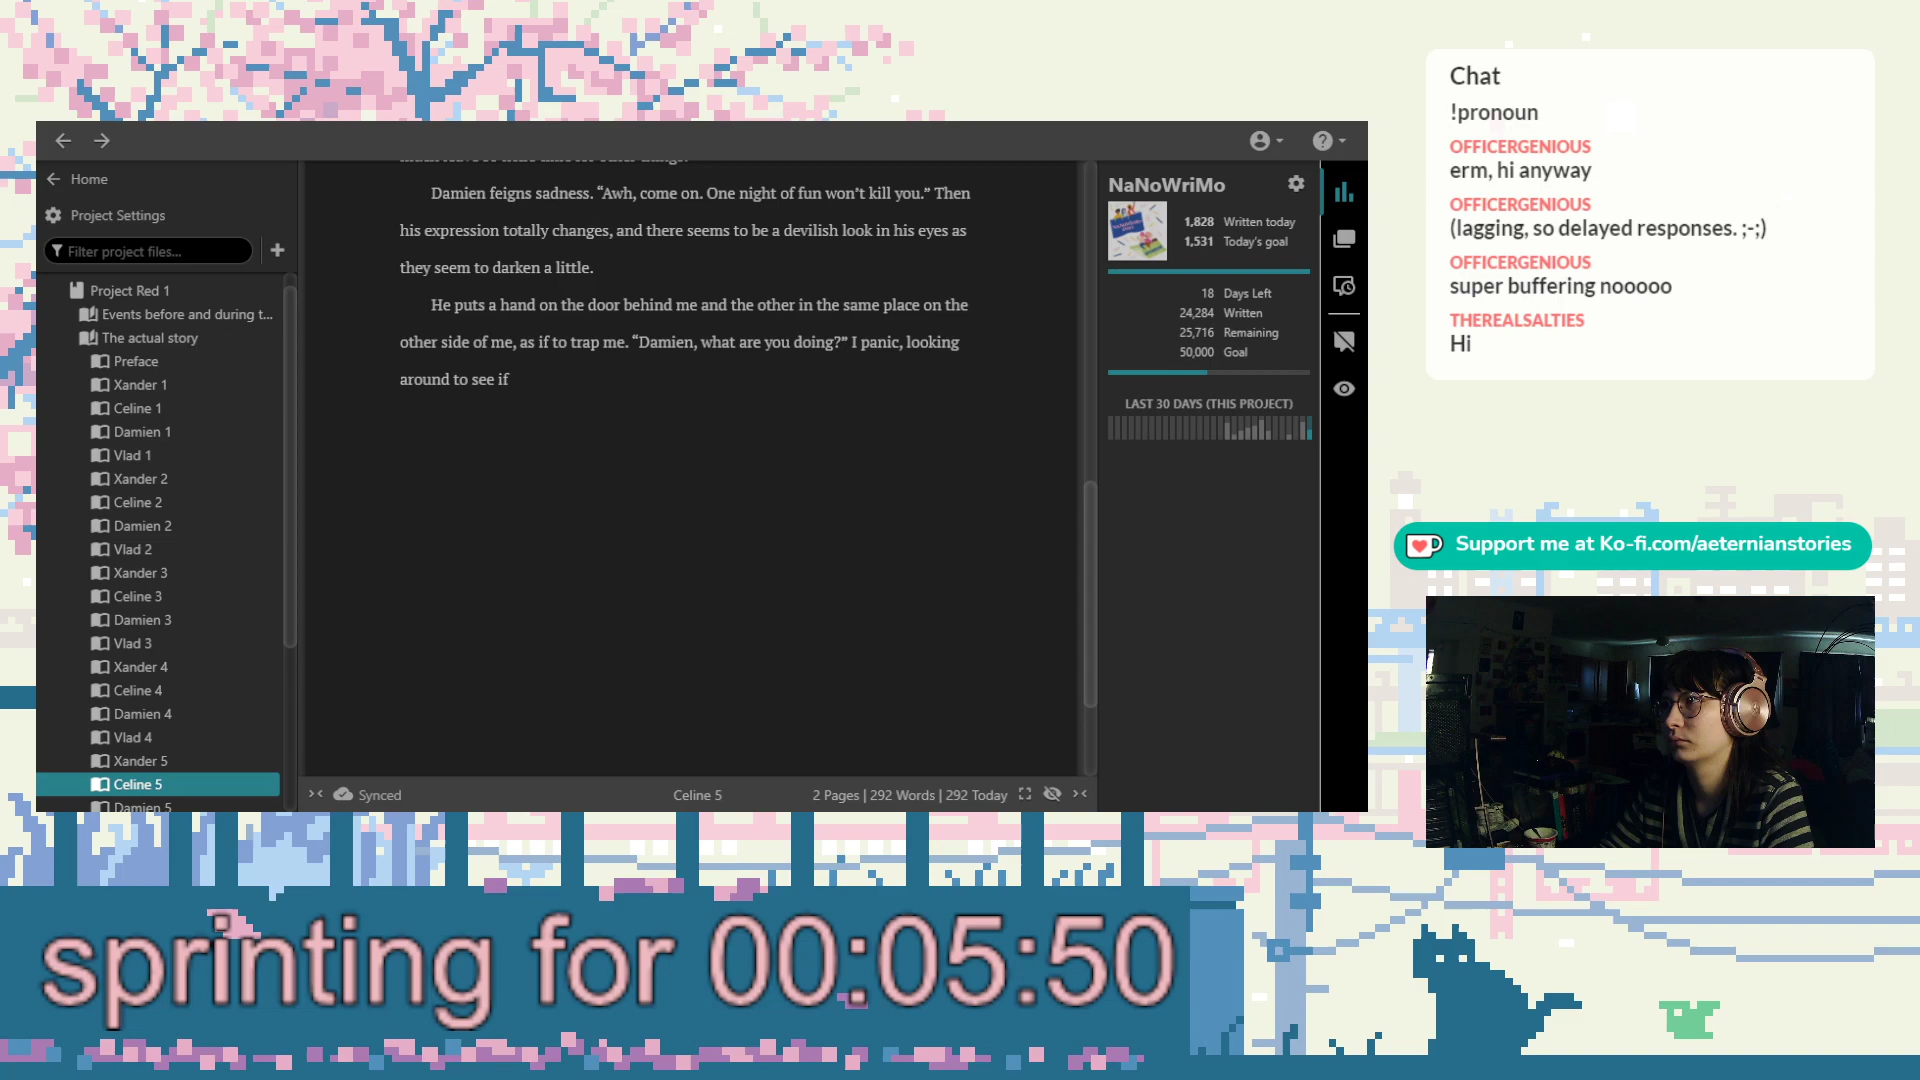 Home
Project Settings
Filter project files...
Project Red 1
Events before and during t...
The actual story
Preface
Xander 1
Celine 1
Damien 1
Vlad 1
Xander 2
Celine 2
Damien 2
Vlad 2
Xander 3
Celine 3
Damien 3
Vlad 3
Xander 4
Celine 4
Damien 4
Vlad 4
Xander 5
Celine 5
Damien 5
Damien feigns sadness. “Awh, come on. One night of fun won’t kill you.” Then
his expression totally changes, and there seems to be a devilish look in his eyes as
they seem to darken a little.
He puts a hand on the door behind me and the other in the same place on the
other side of me, as if to trap me. “Damien, what are you doing?” I panic, looking
around to see if
Synced
Celine 5
2 Pages | 292 Words | 292 Today
NaNoWriMo
1,828 Written today
1,531 Today's goal
18 Days Left
24,284 Written
25,716 Remaining
50,000 Goal
LAST 30 DAYS (THIS PROJECT)
Chat
!pronoun
OFFICERGENIOUS
erm, hi anyway
OFFICERGENIOUS
(lagging, so delayed responses. ;-;)
OFFICERGENIOUS
super buffering nooooo
THEREALSALTIES
Hi
Support me at Ko-fi.com/aeternianstories
sprinting for 00:05:50